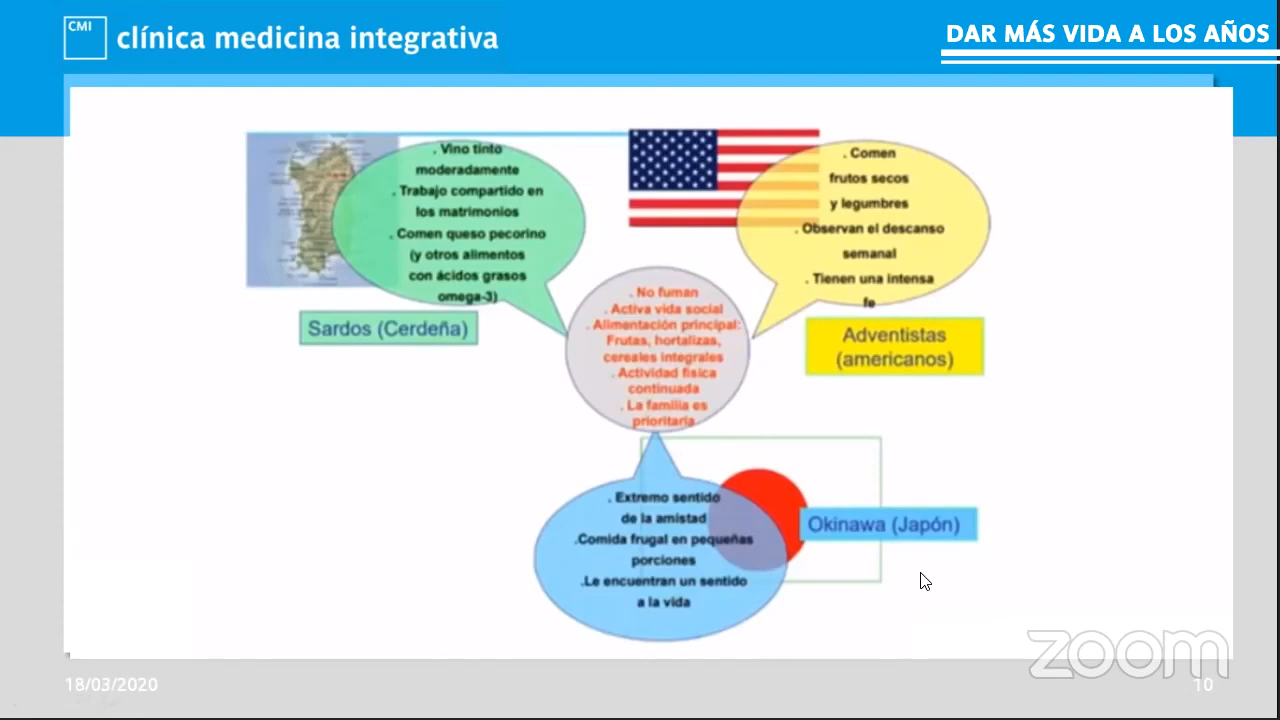 CMI
clínica medicina integrativa
DAR MÁS VIDA A LOS AÑOS
. Vino tinto
moderadamente
. Trabajo compartido en
los matrimonios
. Comen queso pecorino
(y otros alimentos
con ácidos grasos
omega-3)
Sardos (Cerdeña)
. Comen
frutos secos
y legumbres
. Observan el descanso
semanal
. Tienen una intensa
fe
Adventistas
(americanos)
. No fuman
. Activa vida social
. Alimentación principal:
Frutas, hortalizas,
cereales integrales
. Actividad física
continuada
. La familia es
prioritaria
. Extremo sentido
de la amistad
.Comida frugal en pequeñas
porciones
.Le encuentran un sentido
a la vida
Okinawa (Japón)
zoom
18/03/2020
10